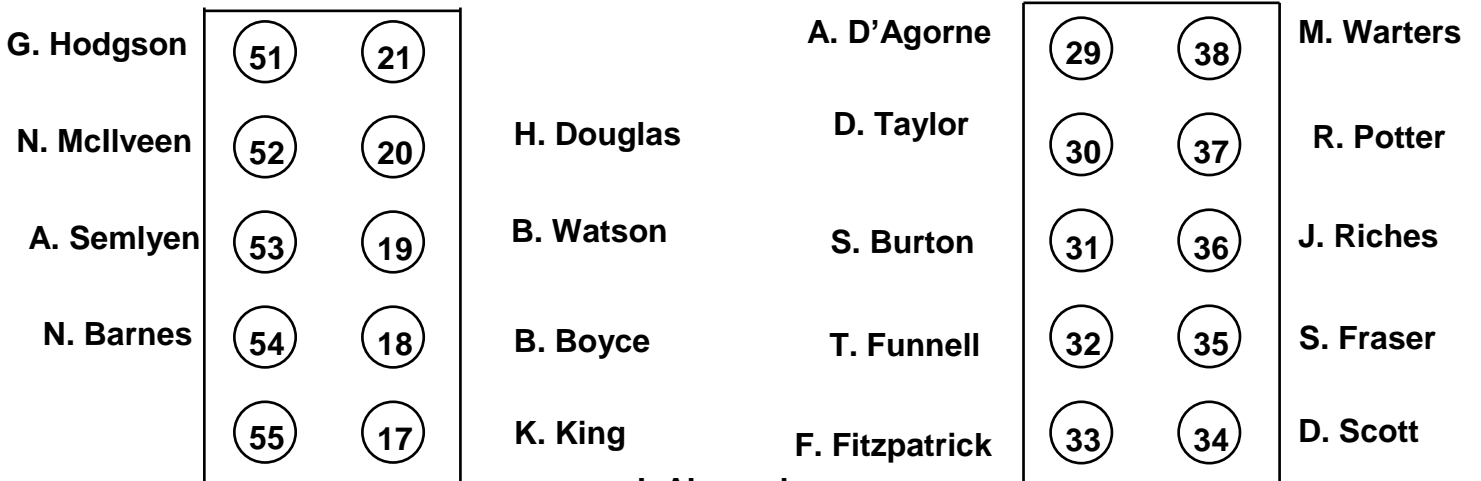 G. Hodgson 51 21 A. D'Agorne 29 38 M. Warters
N. McIlveen 52 20 H. Douglas D. Taylor 30 37 R. Potter
A. Semlyen 53 19 B. Watson S. Burton 31 36 J. Riches
N. Barnes 54 18 B. Boyce T. Funnell 32 35 S. Fraser
55 17 K. King F. Fitzpatrick 33 34 D. Scott